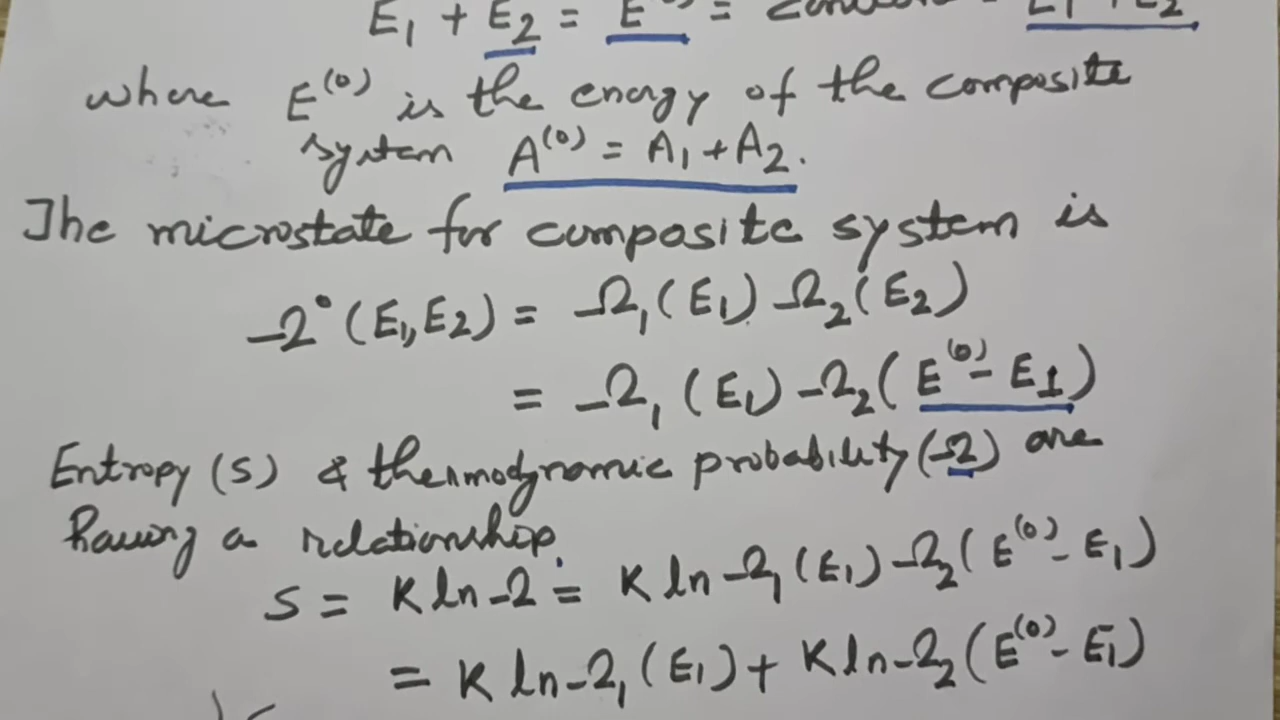 E₁ + E₂ = E = = E₁ + E₂
where E⁽⁰⁾ is the energy of the composite
system A⁽⁰⁾ = A₁ + A₂.
The microstate for composite system is
Ω°(E₁,E₂) = Ω₁(E₁) Ω₂(E₂)
= Ω₁(E₁) Ω₂(E⁽⁰⁾ - E₁)
Entropy (S) & thermodynamic probability (Ω) are
having a relationship
S = K ln Ω = K ln Ω₁(E₁) Ω₂(E⁽⁰⁾ - E₁)
= K ln Ω₁(E₁) + K ln Ω₂(E⁽⁰⁾ - E₁)